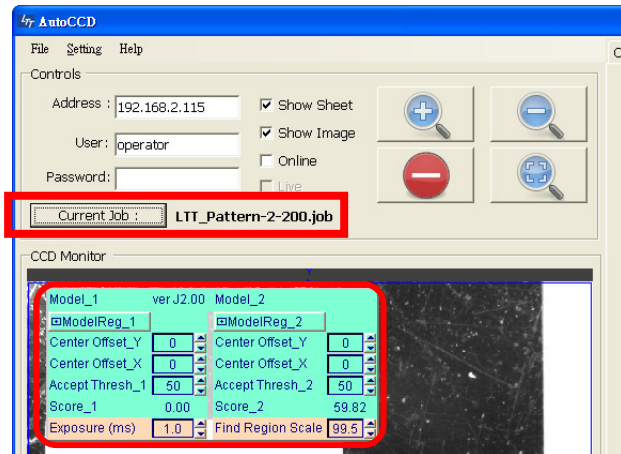 LTT AutoCCD
File Setting Help
Controls
Address : 192.168.2.115
Show Sheet
User: operator
Show Image
Online
Password:
Live
Current Job : LTT_Pattern-2-200.job
CCD Monitor
Model_1 ver J2.00 Model_2
ModelReg_1 ModelReg_2
Center Offset_Y 0 Center Offset_Y 0
Center Offset_X 0 Center Offset_X 0
Accept Thresh_1 50 Accept Thresh_2 50
Score_1 0.00 Score_2 59.82
Exposure (ms) 1.0 Find Region Scale 99.5